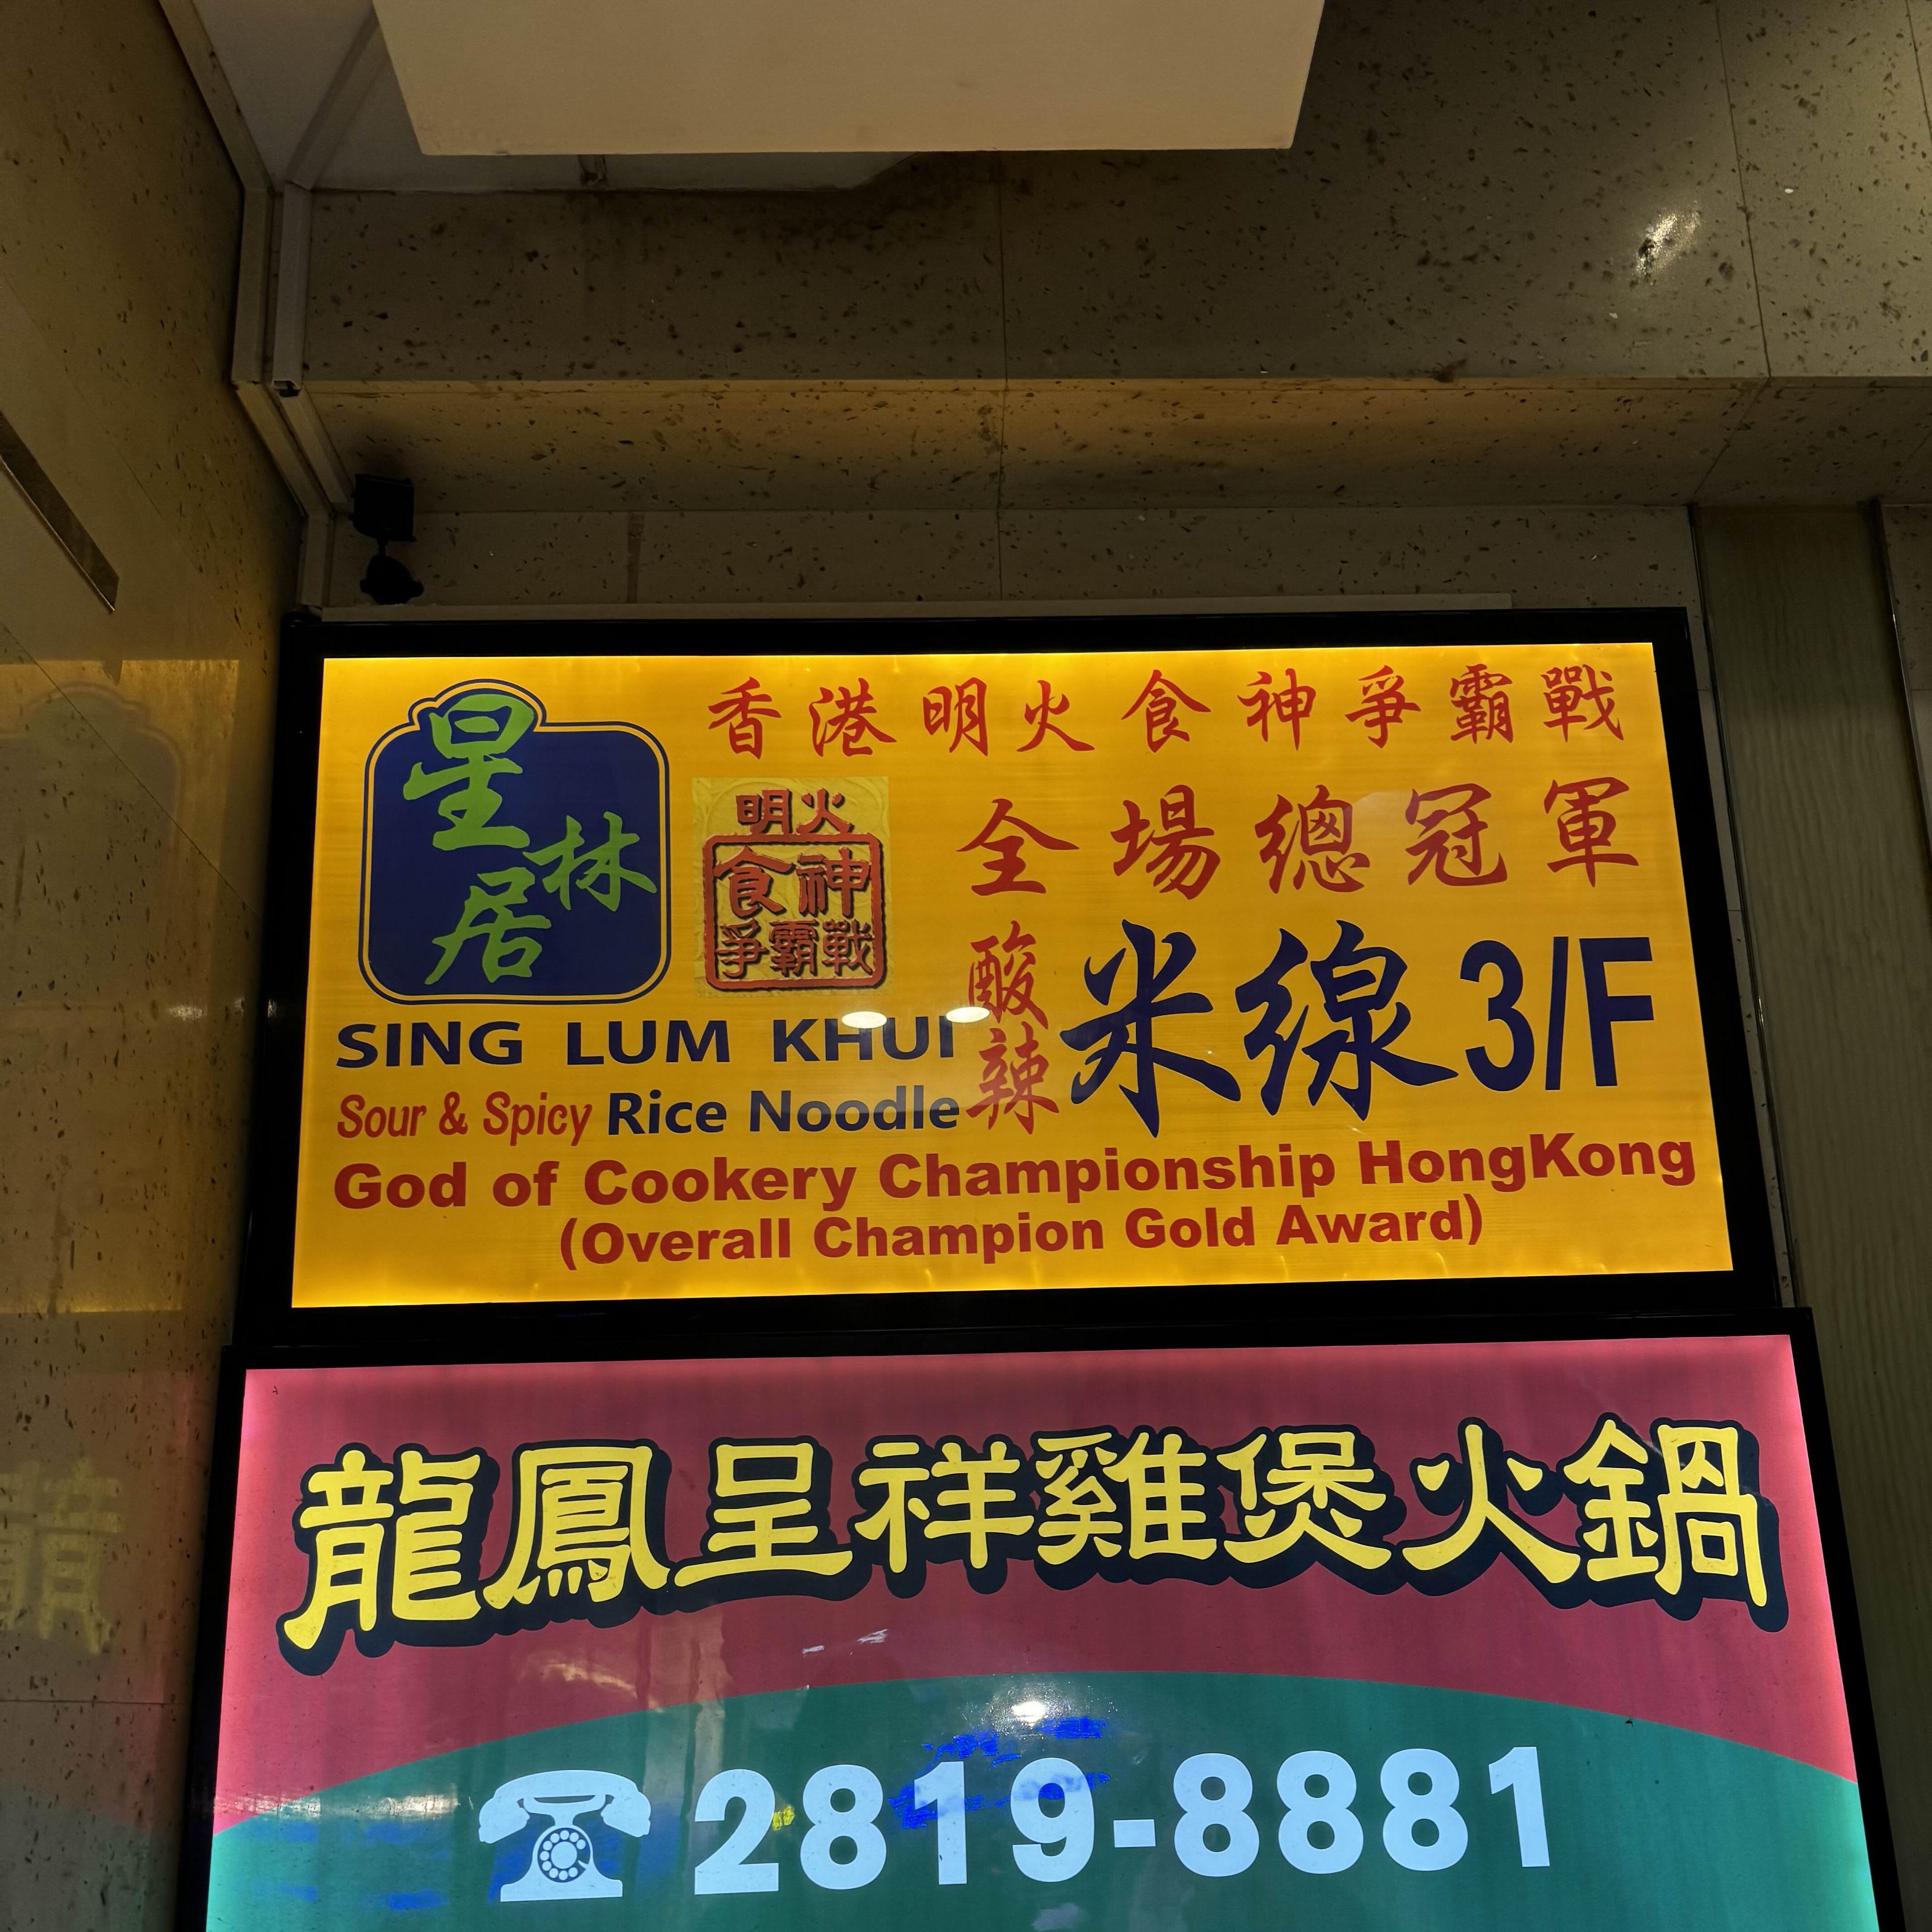 星林居
香港明火食神爭霸戰
明火
食神
爭霸戰
全場總冠軍
酸辣米線3/F
SING LUM KHUI
Sour & Spicy Rice Noodle
God of Cookery Championship HongKong
(Overall Champion Gold Award)
龍鳳呈祥雞煲火鍋
2819-8881